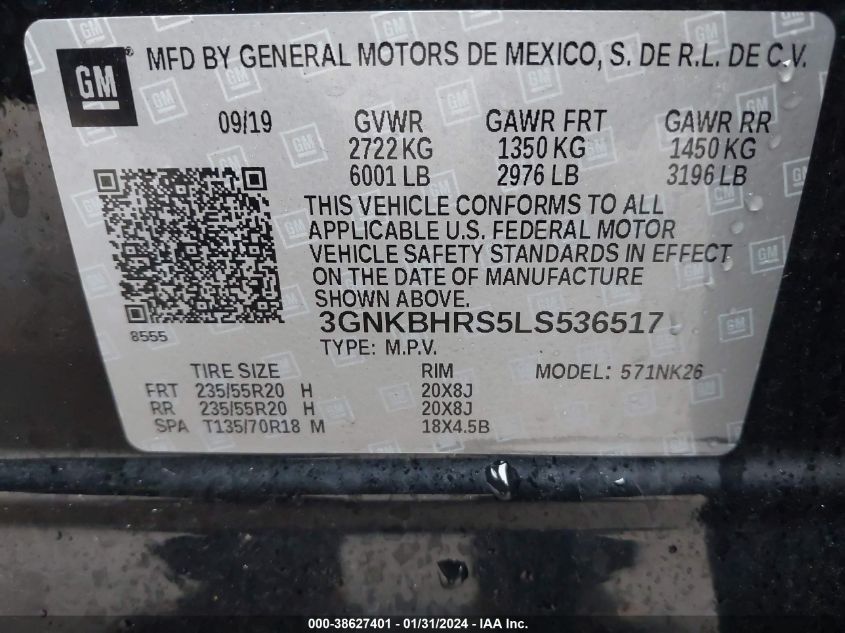 GM ® MFD BY GENERAL MOTORS DE MEXICO, S. DE R.L. DE C.V.
09/19 GVWR GAWR FRT GAWR RR
2722 KG 1350 KG 1450 KG
6001 LB 2976 LB 3196 LB
THIS VEHICLE CONFORMS TO ALL
APPLICABLE U.S. FEDERAL MOTOR
VEHICLE SAFETY STANDARDS IN EFFECT
ON THE DATE OF MANUFACTURE
SHOWN ABOVE.
3GNKBHRS5LS536517
8555
TYPE: M.P.V.
TIRE SIZE RIM MODEL: 571NK26
FRT 235/55R20 H 20X8J
RR 235/55R20 H 20X8J
SPA T135/70R18 M 18X4.5B
000-38627401 - 01/31/2024 - IAA Inc.